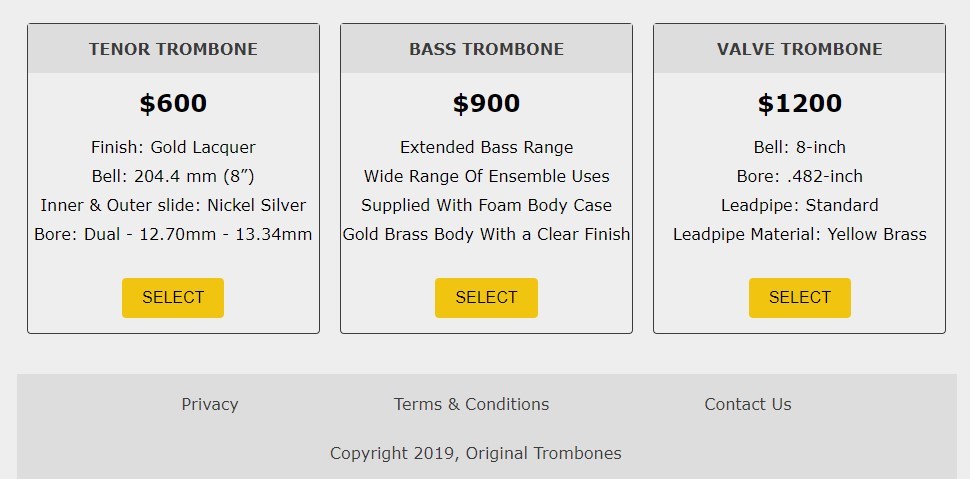 TENOR TROMBONE
$600
Finish: Gold Lacquer
Bell: 204.4 mm (8”)
Inner & Outer slide: Nickel Silver
Bore: Dual - 12.70mm - 13.34mm
SELECT
BASS TROMBONE
$900
Extended Bass Range
Wide Range Of Ensemble Uses
Supplied With Foam Body Case
Gold Brass Body With a Clear Finish
SELECT
VALVE TROMBONE
$1200
Bell: 8-inch
Bore: .482-inch
Leadpipe: Standard
Leadpipe Material: Yellow Brass
SELECT
Privacy
Terms & Conditions
Contact Us
Copyright 2019, Original Trombones